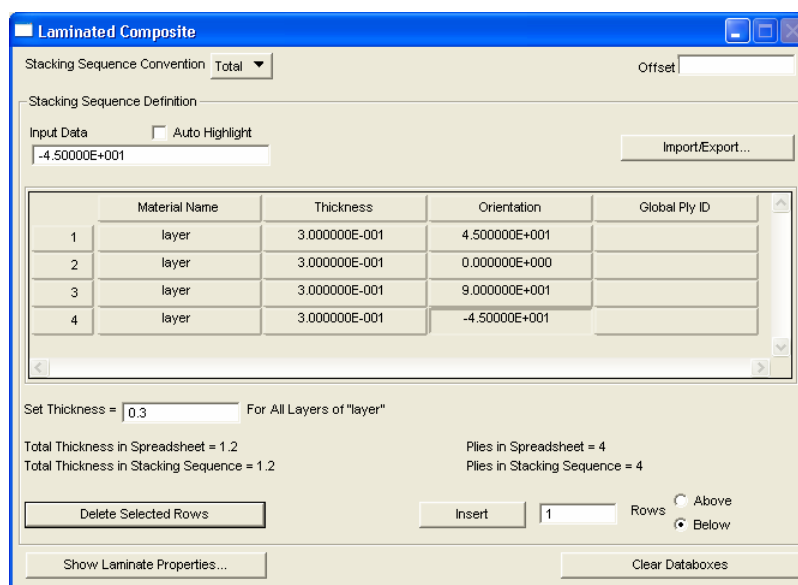 Laminated Composite
Stacking Sequence Convention Total Offset
Stacking Sequence Definition
Input Data Auto Highlight
-4.50000E+001 Import/Export...
Material Name Thickness Orientation Global Ply ID
1 layer 3.000000E-001 4.500000E+001
2 layer 3.000000E-001 0.000000E+000
3 layer 3.000000E-001 9.000000E+001
4 layer 3.000000E-001 -4.50000E+001
Set Thickness = 0.3 For All Layers of "layer"
Total Thickness in Spreadsheet = 1.2 Plies in Spreadsheet = 4
Total Thickness in Stacking Sequence = 1.2 Plies in Stacking Sequence = 4
Delete Selected Rows Insert 1 Rows Above
Below
Show Laminate Properties... Clear Databoxes